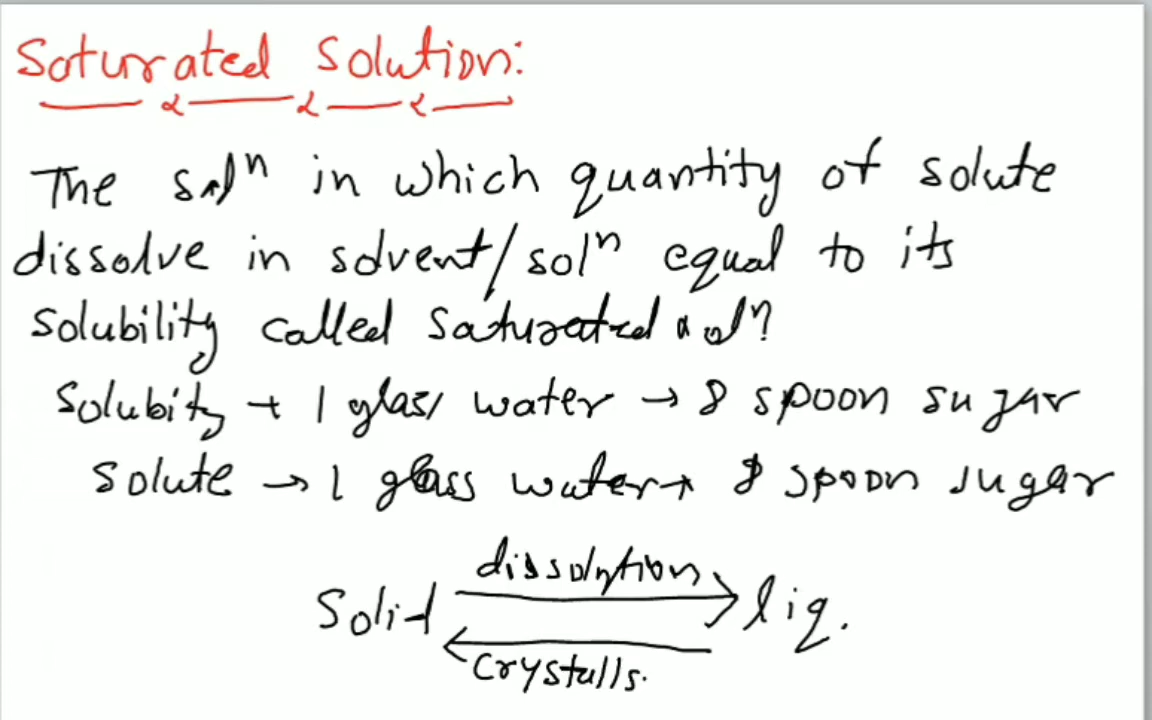 Soturated Solution:
The solⁿ in which quantity of solute
dissolve in solvent/solⁿ equal to its
solubility called saturated solⁿ
Solubity → 1 glass water → 8 spoon sugar
Solute → 1 glass water → 8 spoon sugar
dissolution
Solid liq.
crystalls.